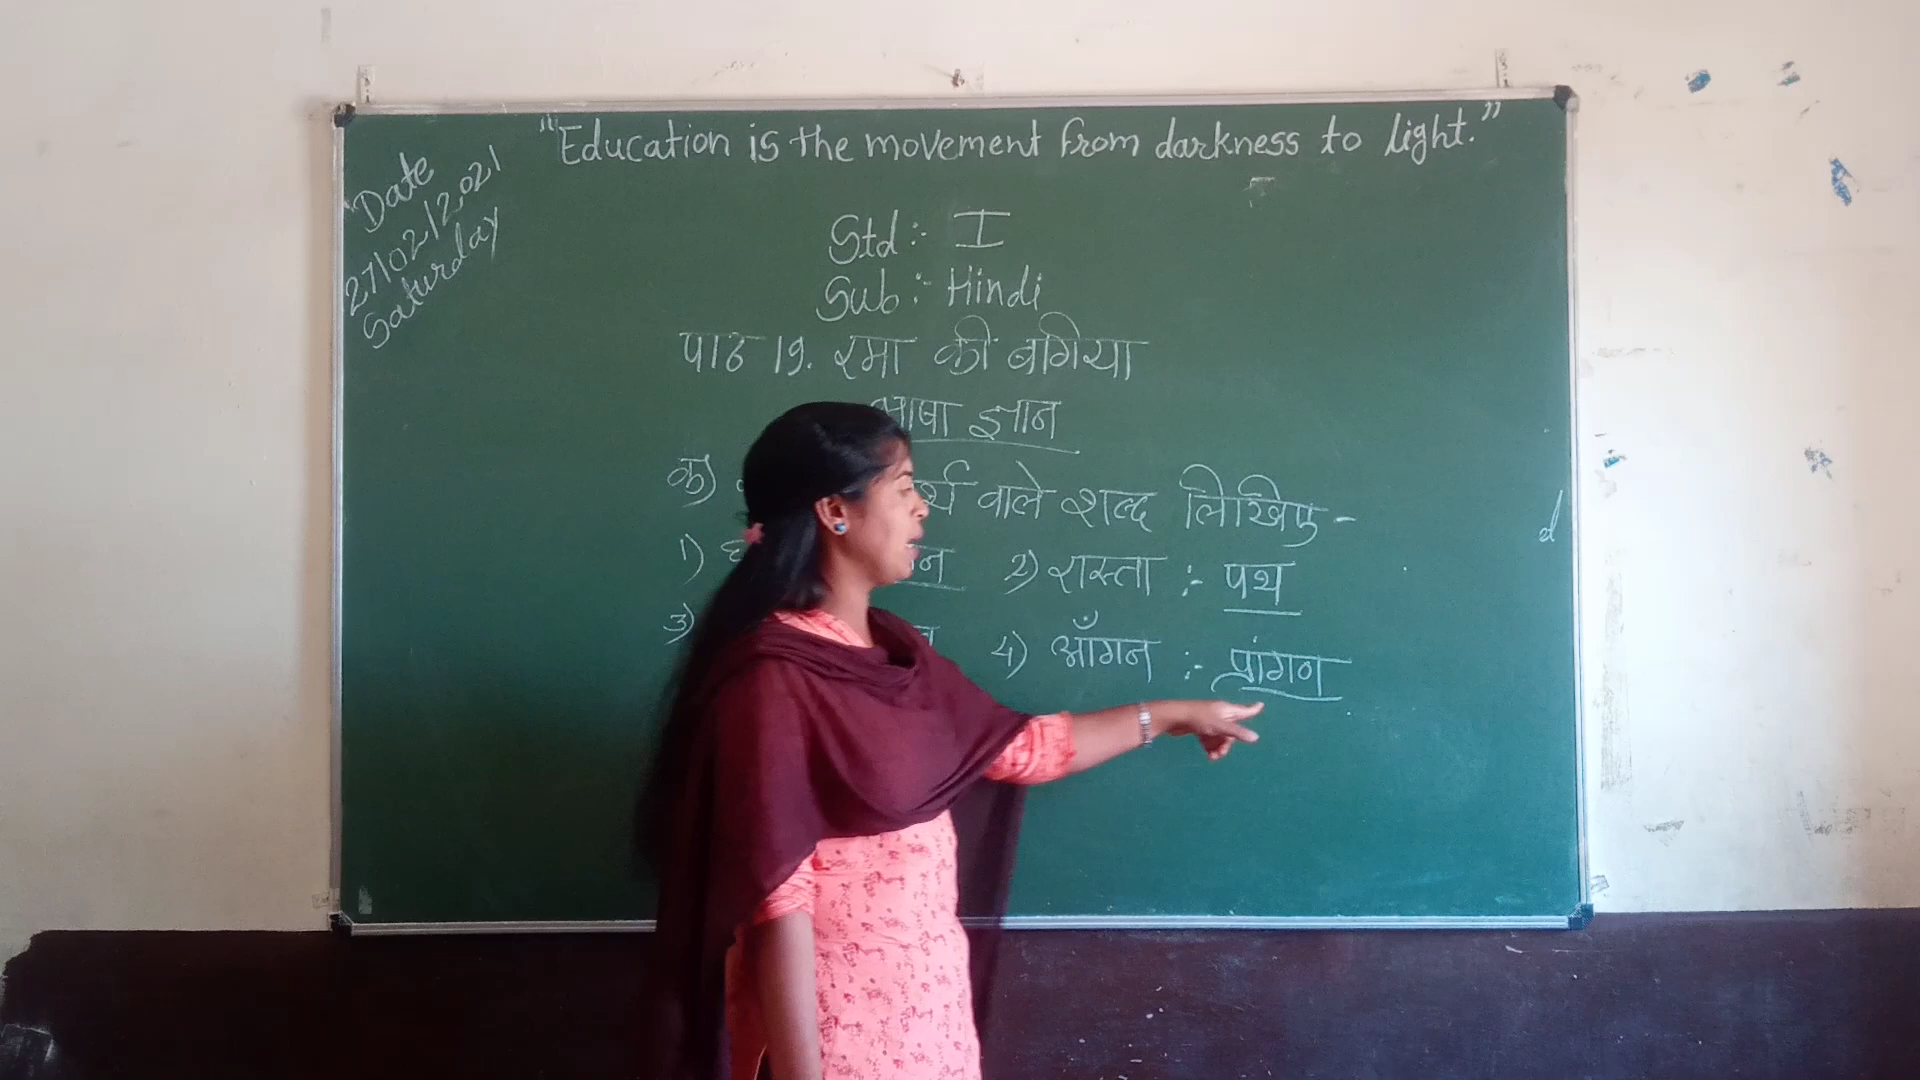 "Education is the movement from darkness to light."
Date
27/02/2021
Saturday
Std :- I
Sub :- Hindi
पाठ 19. रमा की बगिया
भाषा ज्ञान
क) वाले शब्द लिखिए -
1) 2) रास्ता :- पथ
3) 4) आँगन :- प्रांगण